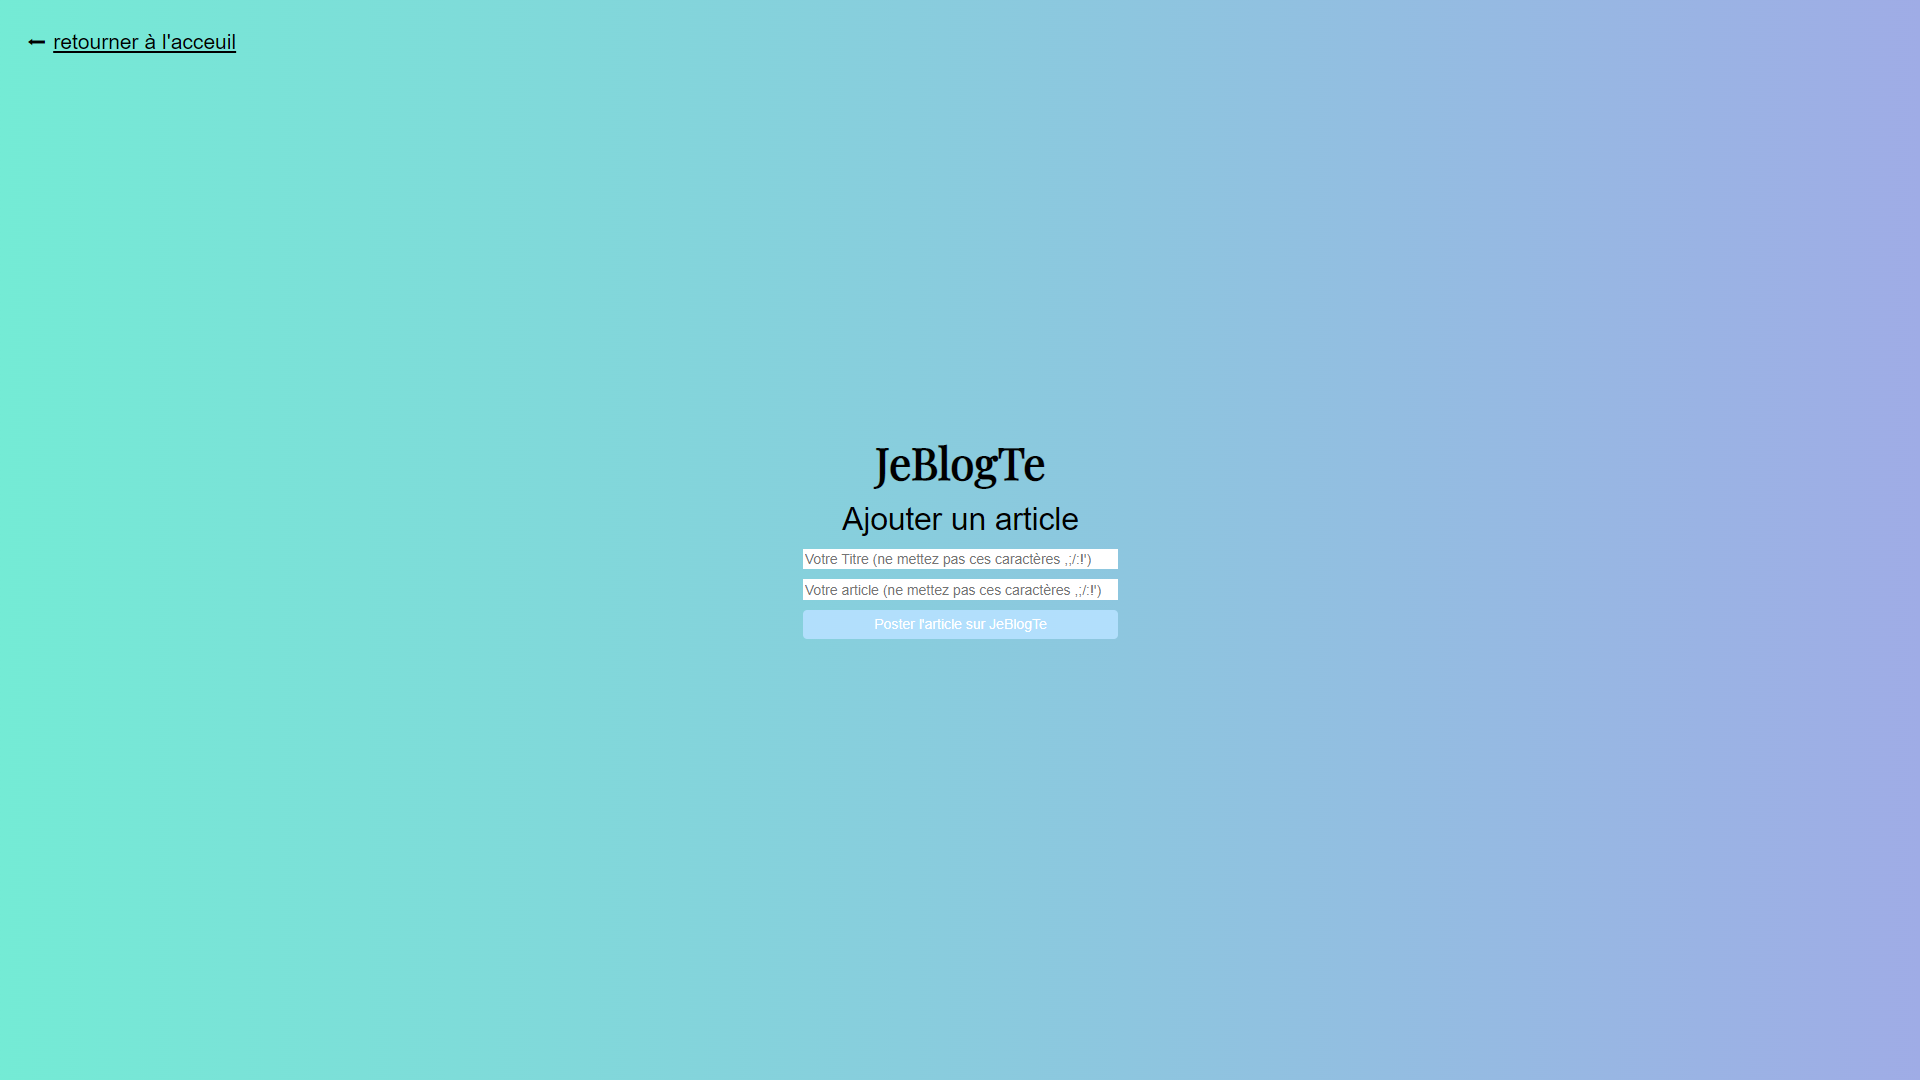 ⬅ retourner à l'acceuil
JeBlogTe
Ajouter un article
Votre Titre (ne mettez pas ces caractères ,;/:!')
Votre article (ne mettez pas ces caractères ,;/:!')
Poster l'article sur JeBlogTe